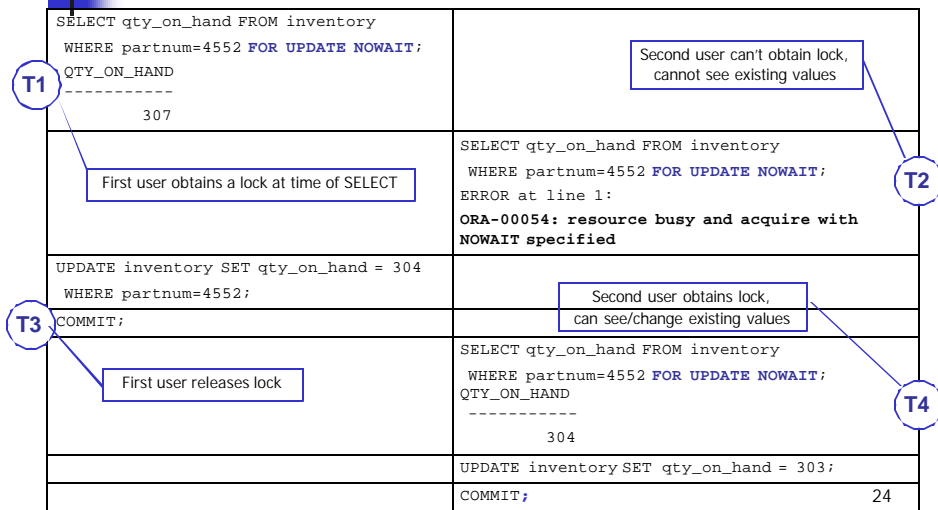 SELECT qty_on_hand FROM inventory
WHERE partnum=4552 FOR UPDATE NOWAIT;
T1
QTY_ON_HAND
-----------
307
Second user can't obtain lock,
cannot see existing values
First user obtains a lock at time of SELECT
SELECT qty_on_hand FROM inventory
WHERE partnum=4552 FOR UPDATE NOWAIT;
T2
ERROR at line 1:
ORA-00054: resource busy and acquire with
NOWAIT specified
UPDATE inventory SET qty_on_hand = 304
WHERE partnum=4552;
Second user obtains lock,
can see/change existing values
T3
COMMIT;
First user releases lock
SELECT qty_on_hand FROM inventory
WHERE partnum=4552 FOR UPDATE NOWAIT;
QTY_ON_HAND
T4
-----------
304
UPDATE inventory SET qty_on_hand = 303;
COMMIT;
24